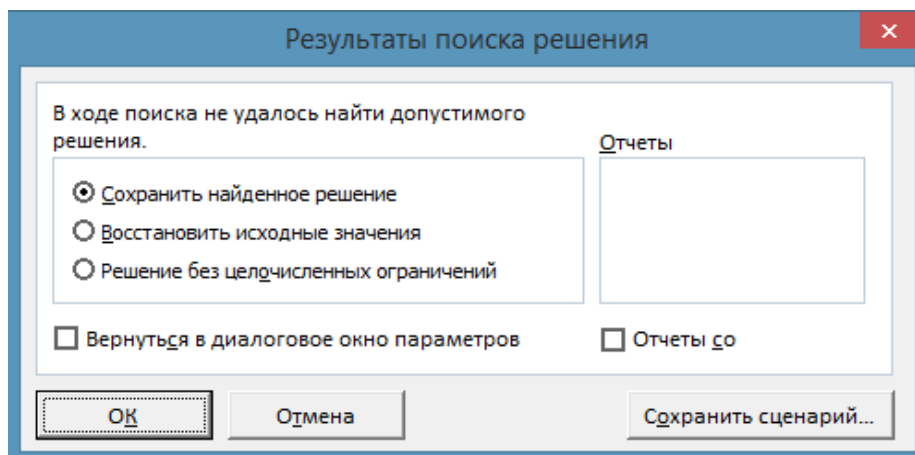 Результаты поиска решения
В ходе поиска не удалось найти допустимого
решения.
Отчеты
Сохранить найденное решение
Восстановить исходные значения
Решение без целочисленных ограничений
Вернуться в диалоговое окно параметров
Отчеты со
ОК
Отмена
Сохранить сценарий...